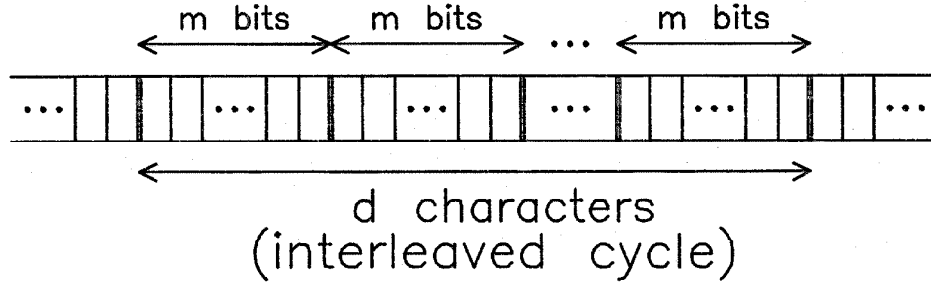 m bits m bits ... m bits
... ... ... ... ... ...
d characters
(interleaved cycle)